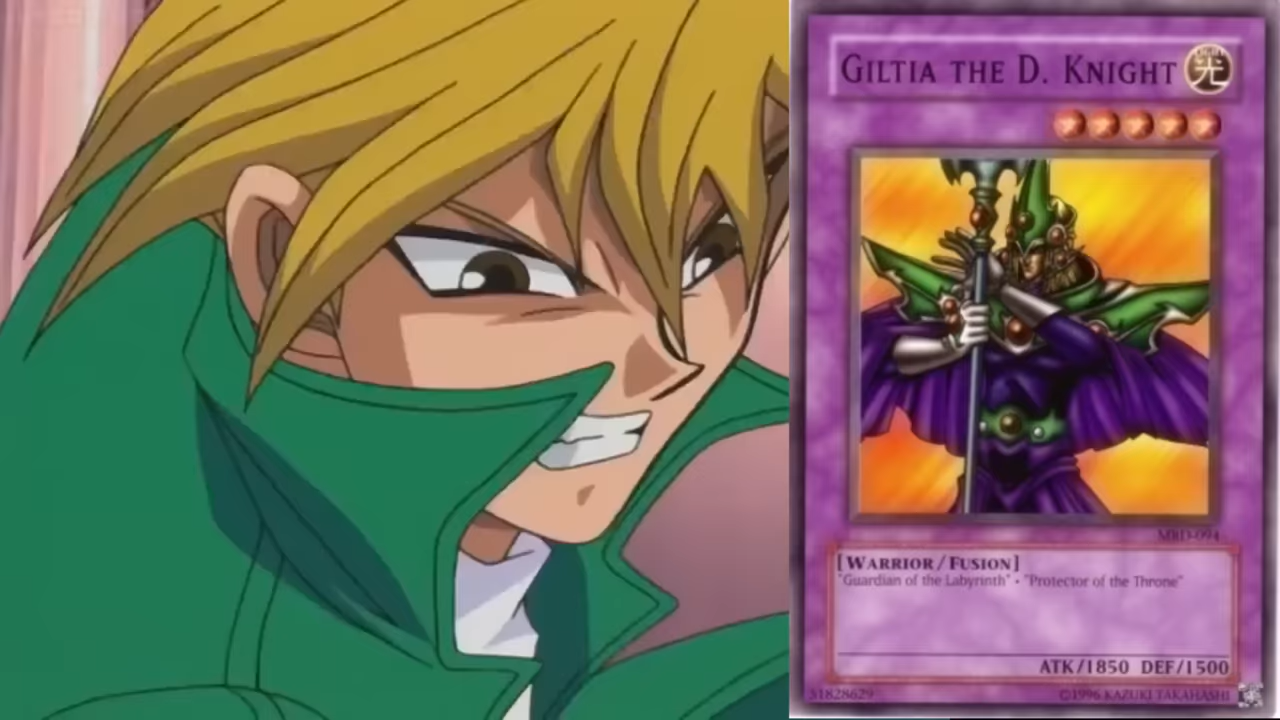 GILTIA THE D. KNIGHT
LIGHT
光
MRD-094
[WARRIOR/FUSION]
"Guardian of the Labyrinth" • "Protector of the Throne"
ATK/1850 DEF/1500
51828629
©1996 KAZUKI TAKAHASHI